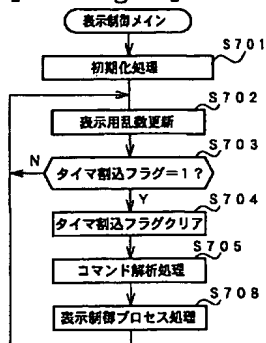 表示制御メイン
S701
初期化処理
S702
表示用乱数更新
S703
N
タイマ割込フラグ=1?
Y
S704
タイマ割込フラグクリア
S705
コマンド解析処理
S708
表示制御プロセス処理